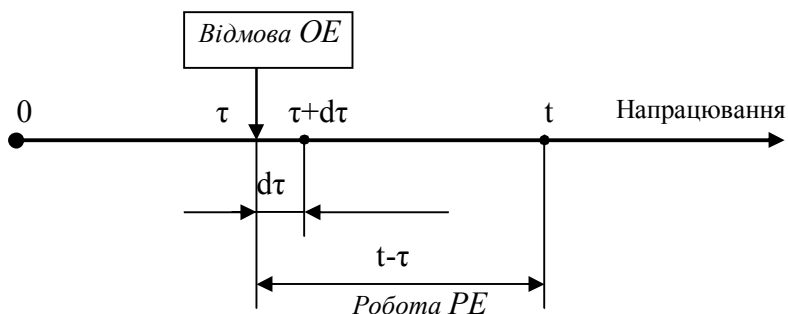 Відмова OE
0 τ τ+dτ t Напрацювання
dτ
t-τ
Робота PE